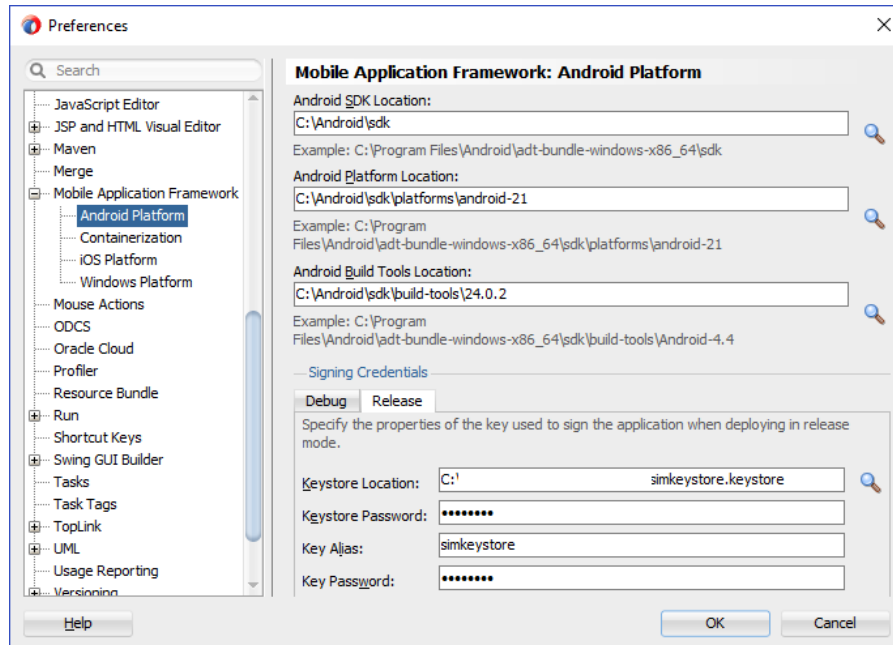 Preferences
Search
JavaScript Editor
JSP and HTML Visual Editor
Maven
Merge
Mobile Application Framework
Android Platform
Containerization
iOS Platform
Windows Platform
Mouse Actions
ODCS
Oracle Cloud
Profiler
Resource Bundle
Run
Shortcut Keys
Swing GUI Builder
Tasks
Task Tags
TopLink
UML
Usage Reporting
Versioning
Mobile Application Framework: Android Platform
Android SDK Location:
C:\Android\sdk
Example: C:\Program Files\Android\adt-bundle-windows-x86_64\sdk
Android Platform Location:
C:\Android\sdk\platforms\android-21
Example: C:\Program
Files\Android\adt-bundle-windows-x86_64\sdk\platforms\android-21
Android Build Tools Location:
C:\Android\sdk\build-tools\24.0.2
Example: C:\Program
Files\Android\adt-bundle-windows-x86_64\sdk\build-tools\Android-4.4
Signing Credentials
Debug Release
Specify the properties of the key used to sign the application when deploying in release
mode.
Keystore Location: C:\ simkeystore.keystore
Keystore Password: ••••••••
Key Alias: simkeystore
Key Password: ••••••••
Help OK Cancel